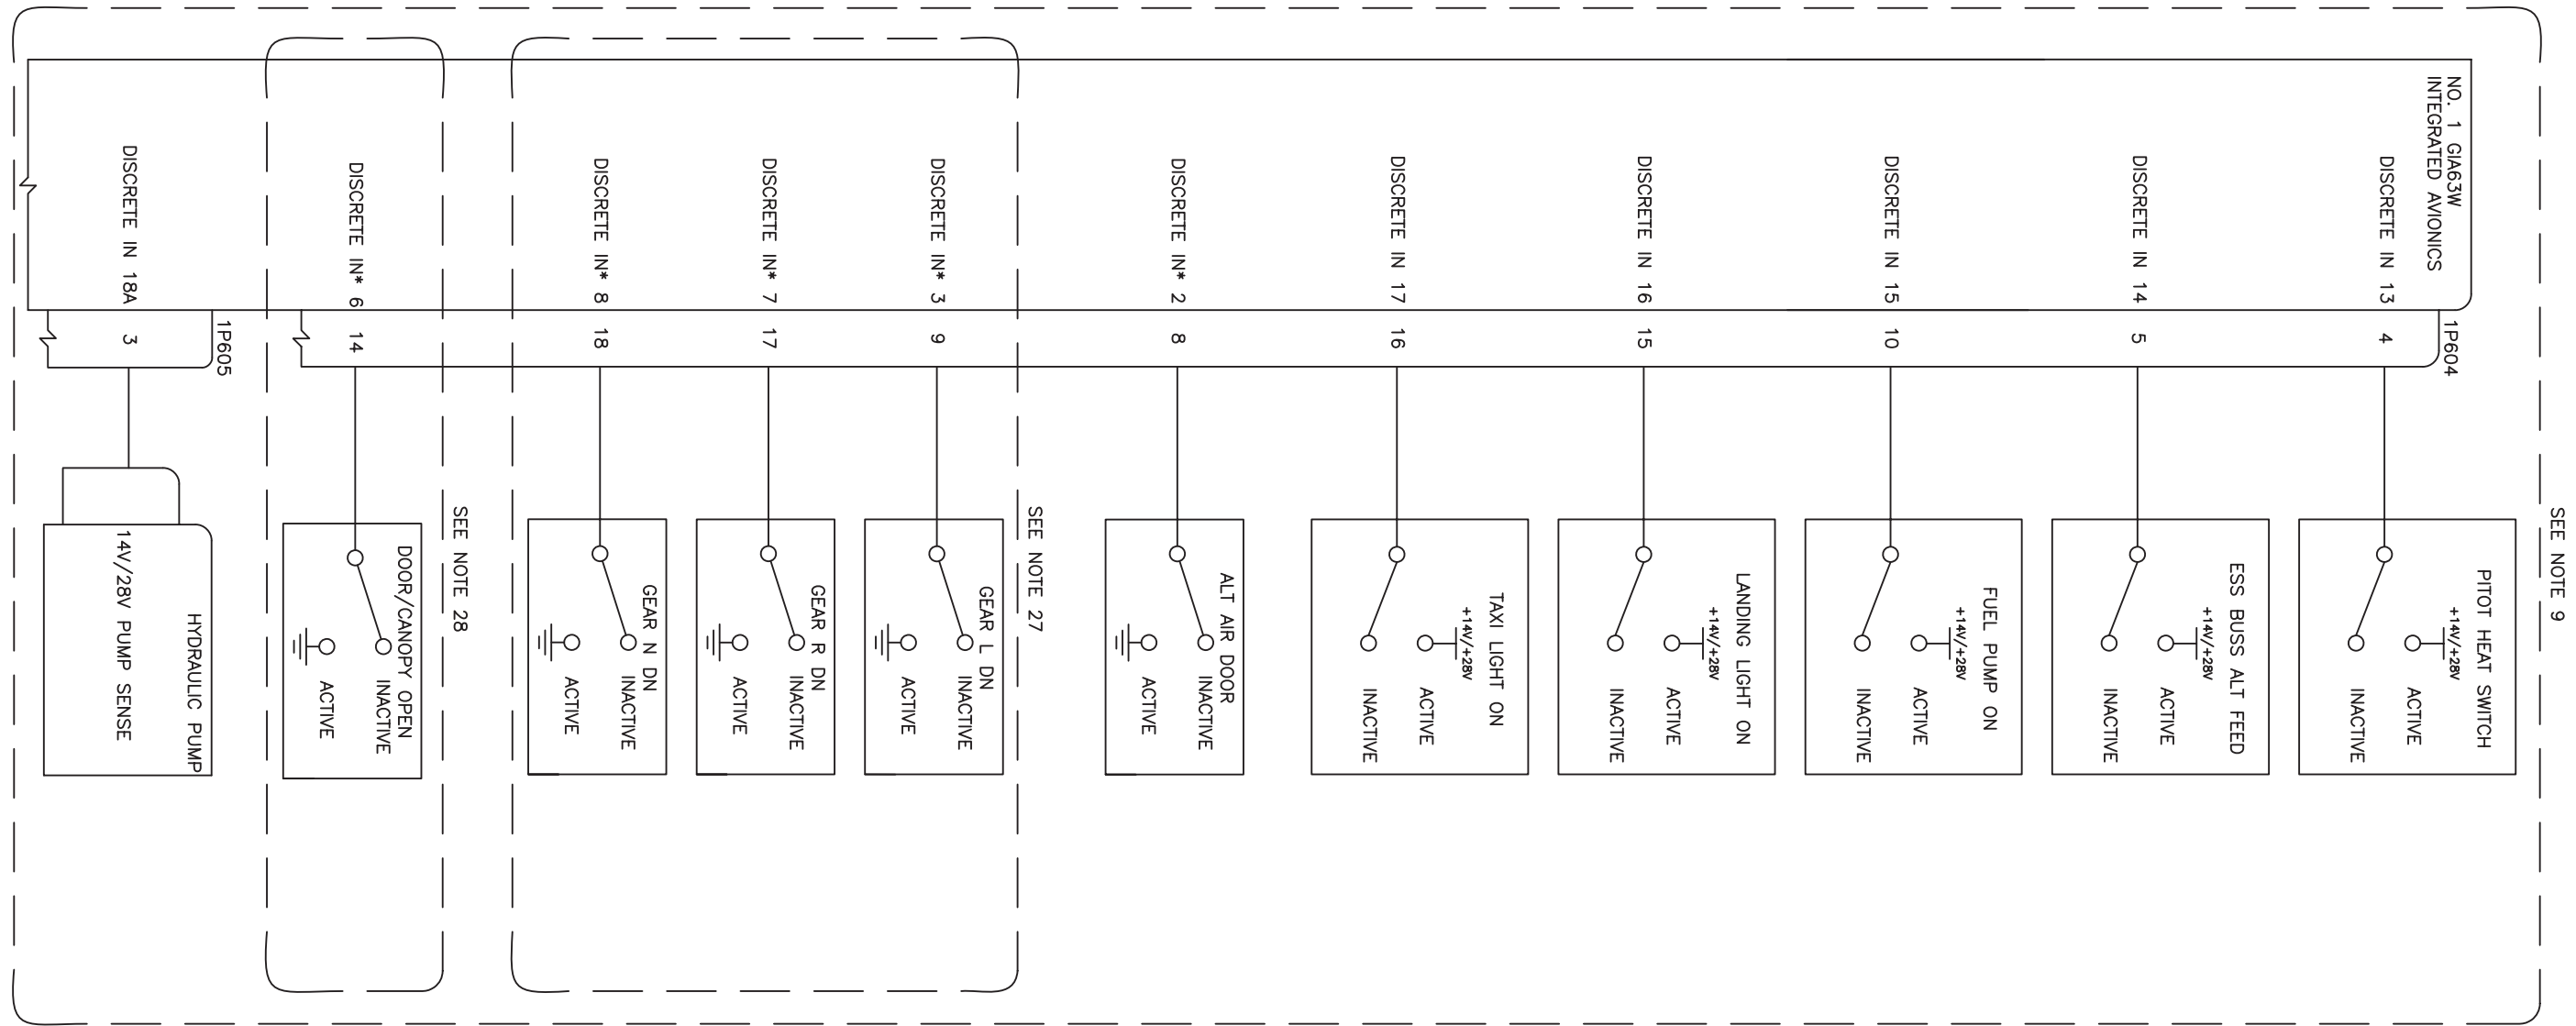 SEE NOTE 9
NO. 1 GIA63W
INTEGRATED AVIONICS
1P604
DISCRETE IN 13 4
PITOT HEAT SWITCH
+14V/+28V
ACTIVE
INACTIVE
DISCRETE IN 14 5
ESS BUSS ALT FEED
+14V/+28V
ACTIVE
INACTIVE
DISCRETE IN 15 10
FUEL PUMP ON
+14V/+28V
ACTIVE
INACTIVE
DISCRETE IN 16 15
LANDING LIGHT ON
+14V/+28V
ACTIVE
INACTIVE
DISCRETE IN 17 16
TAXI LIGHT ON
+14V/+28V
ACTIVE
INACTIVE
DISCRETE IN* 2 8
ALT AIR DOOR
INACTIVE
ACTIVE
SEE NOTE 27
DISCRETE IN* 3 9
GEAR L DN
INACTIVE
ACTIVE
DISCRETE IN* 7 17
GEAR R DN
INACTIVE
ACTIVE
DISCRETE IN* 8 18
GEAR N DN
INACTIVE
ACTIVE
SEE NOTE 28
DISCRETE IN* 6 14
DOOR/CANOPY OPEN
INACTIVE
ACTIVE
1P605
DISCRETE IN 18A 3
HYDRAULIC PUMP
14V/28V PUMP SENSE